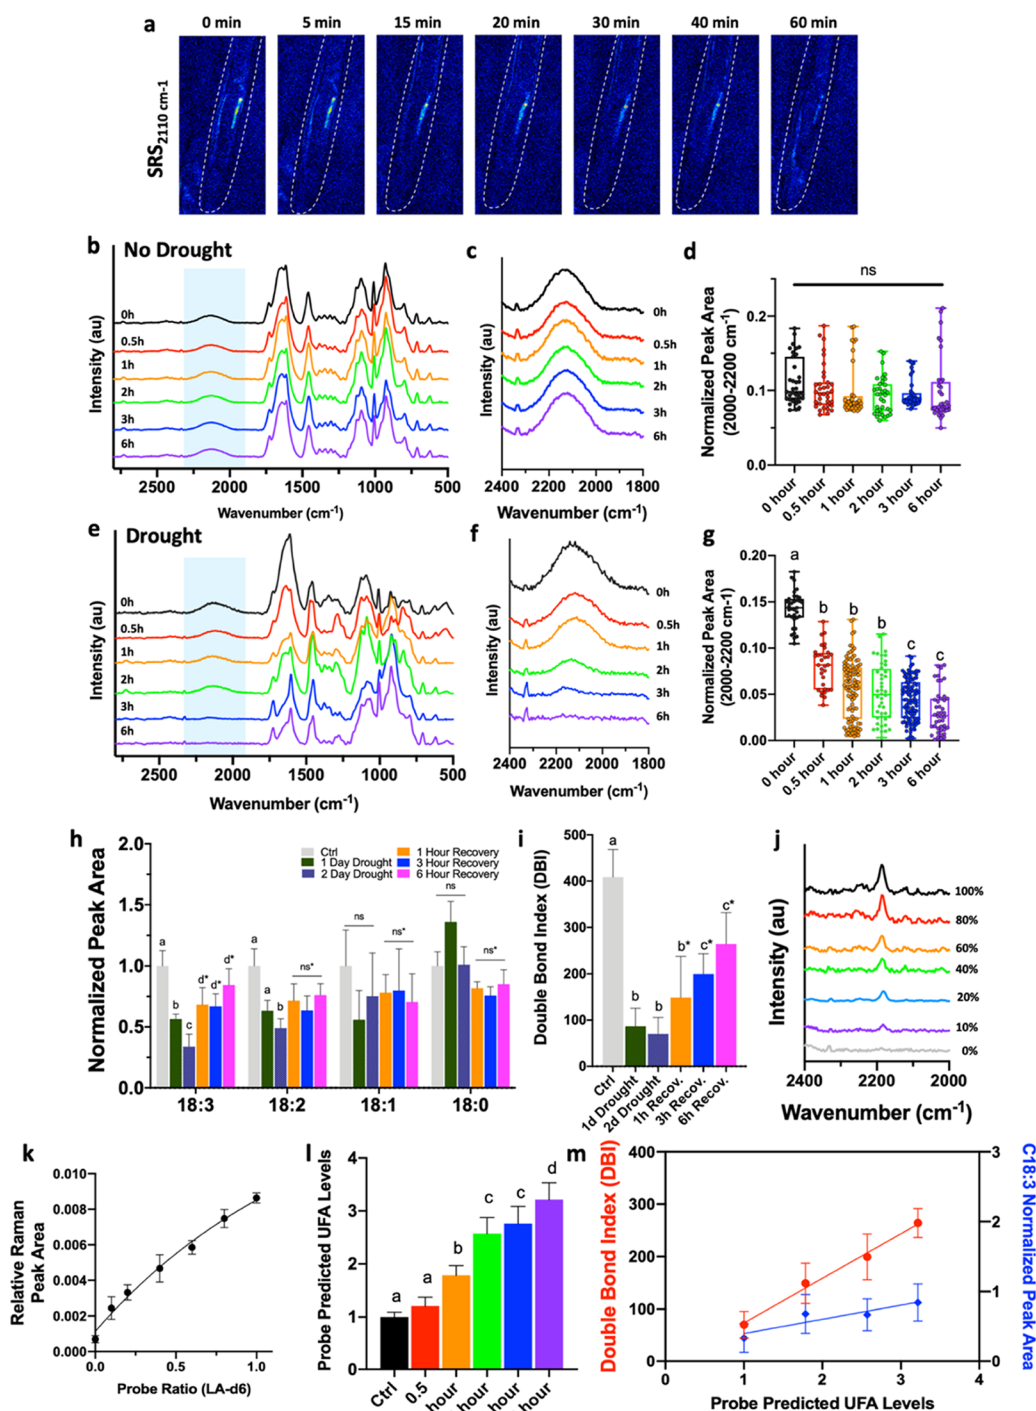 a
0 min 5 min 15 min 20 min 30 min 40 min 60 min
SRS2110 cm-1
b No Drought
Intensity (au)
0h
0.5h
1h
2h
3h
6h
2500 2000 1500 1000 500
Wavenumber (cm-1)
c
Intensity (au)
0h
0.5h
1h
2h
3h
6h
2400 2200 2000 1800
Wavenumber (cm-1)
d
ns
Normalized Peak Area
(2000-2200 cm-1)
0.2
0.1
0.0
0 hour
0.5 hour
1 hour
2 hour
3 hour
6 hour
e Drought
Intensity (au)
0h
0.5h
1h
2h
3h
6h
2500 2000 1500 1000 500
Wavenumber (cm-1)
f
Intensity (au)
0h
0.5h
1h
2h
3h
6h
2400 2200 2000 1800
Wavenumber (cm-1)
g
Normalized Peak Area
(2000-2200 cm-1)
0.20
0.15
0.10
0.05
0.00
a b b b c c
0 hour
0.5 hour
1 hour
2 hour
3 hour
6 hour
h
Normalized Peak Area
2.0
1.5
1.0
0.5
0.0
Ctrl
1 Day Drought
2 Day Drought
1 Hour Recovery
3 Hour Recovery
6 Hour Recovery
a b c d* d* d*
a a b ns*
ns ns*
ns ns*
18:3 18:2 18:1 18:0
i
Double Bond Index (DBI)
500
400
300
200
100
0
a b b b* c* c*
Ctrl
1d Drought
2d Drought
1h Recov.
3h Recov.
6h Recov.
j
Intensity (au)
100%
80%
60%
40%
20%
10%
0%
2400 2200 2000
Wavenumber (cm-1)
k
Relative Raman
Peak Area
0.010
0.008
0.006
0.004
0.002
0.000
0.0 0.5 1.0
Probe Ratio (LA-d6)
l
Probe Predicted UFA Levels
4
3
2
1
0
a a b c c d
Ctrl
0.5
hour
hour
hour
hour
m
Double Bond Index (DBI)
400
300
200
100
0
C18:3 Normalized
Peak Area
3
2
1
0
0 1 2 3 4
Probe Predicted UFA Levels